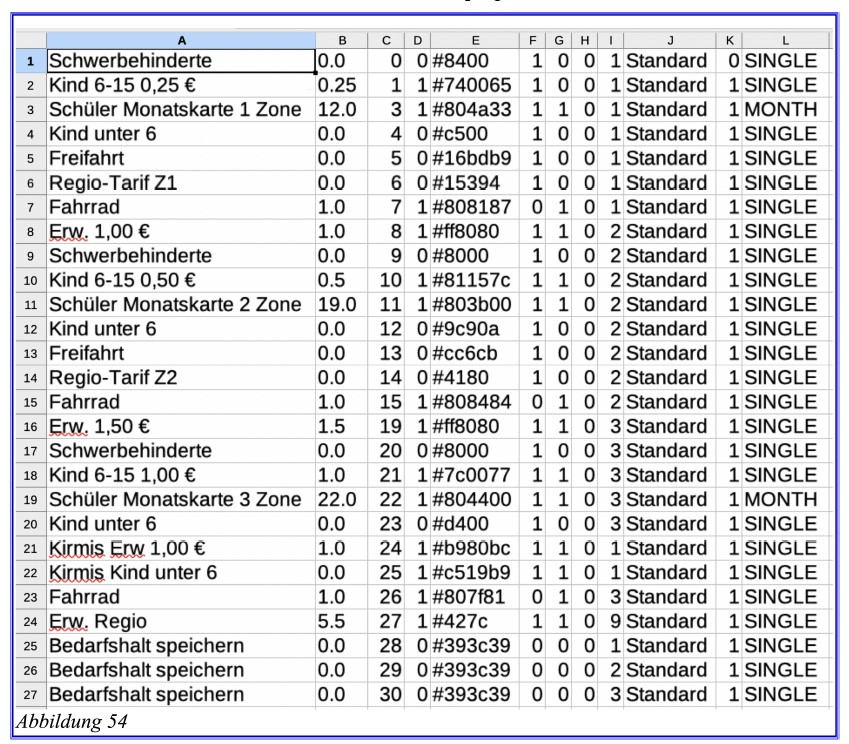 A B C D E F G H I J K L
1 Schwerbehinderte 0.0 0 0 #8400 1 0 0 1 Standard 0 SINGLE
2 Kind 6-15 0,25 € 0.25 1 1 #740065 1 0 0 1 Standard 1 SINGLE
3 Schüler Monatskarte 1 Zone 12.0 3 1 #804a33 1 1 0 1 Standard 1 MONTH
4 Kind unter 6 0.0 4 0 #c500 1 0 0 1 Standard 1 SINGLE
5 Freifahrt 0.0 5 0 #16bdb9 1 0 0 1 Standard 1 SINGLE
6 Regio-Tarif Z1 0.0 6 0 #15394 1 0 0 1 Standard 1 SINGLE
7 Fahrrad 1.0 7 1 #808187 0 1 0 1 Standard 1 SINGLE
8 Erw. 1,00 € 1.0 8 1 #ff8080 1 1 0 2 Standard 1 SINGLE
9 Schwerbehinderte 0.0 9 0 #8000 1 0 0 2 Standard 1 SINGLE
10 Kind 6-15 0,50 € 0.5 10 1 #81157c 1 1 0 2 Standard 1 SINGLE
11 Schüler Monatskarte 2 Zone 19.0 11 1 #803b00 1 1 0 2 Standard 1 SINGLE
12 Kind unter 6 0.0 12 0 #9c90a 1 0 0 2 Standard 1 SINGLE
13 Freifahrt 0.0 13 0 #cc6cb 1 0 0 2 Standard 1 SINGLE
14 Regio-Tarif Z2 0.0 14 0 #4180 1 0 0 2 Standard 1 SINGLE
15 Fahrrad 1.0 15 1 #808484 0 1 0 2 Standard 1 SINGLE
16 Erw. 1,50 € 1.5 19 1 #ff8080 1 1 0 3 Standard 1 SINGLE
17 Schwerbehinderte 0.0 20 0 #8000 1 0 0 3 Standard 1 SINGLE
18 Kind 6-15 1,00 € 1.0 21 1 #7c0077 1 1 0 3 Standard 1 SINGLE
19 Schüler Monatskarte 3 Zone 22.0 22 1 #804400 1 1 0 3 Standard 1 MONTH
20 Kind unter 6 0.0 23 0 #d400 1 0 0 3 Standard 1 SINGLE
21 Kirmis Erw 1,00 € 1.0 24 1 #b980bc 1 1 0 1 Standard 1 SINGLE
22 Kirmis Kind unter 6 0.0 25 1 #c519b9 1 1 0 1 Standard 1 SINGLE
23 Fahrrad 1.0 26 1 #807f81 0 1 0 3 Standard 1 SINGLE
24 Erw. Regio 5.5 27 1 #427c 1 1 0 9 Standard 1 SINGLE
25 Bedarfshalt speichern 0.0 28 0 #393c39 0 0 0 1 Standard 1 SINGLE
26 Bedarfshalt speichern 0.0 29 0 #393c39 0 0 0 2 Standard 1 SINGLE
27 Bedarfshalt speichern 0.0 30 0 #393c39 0 0 0 3 Standard 1 SINGLE
Abbildung 54